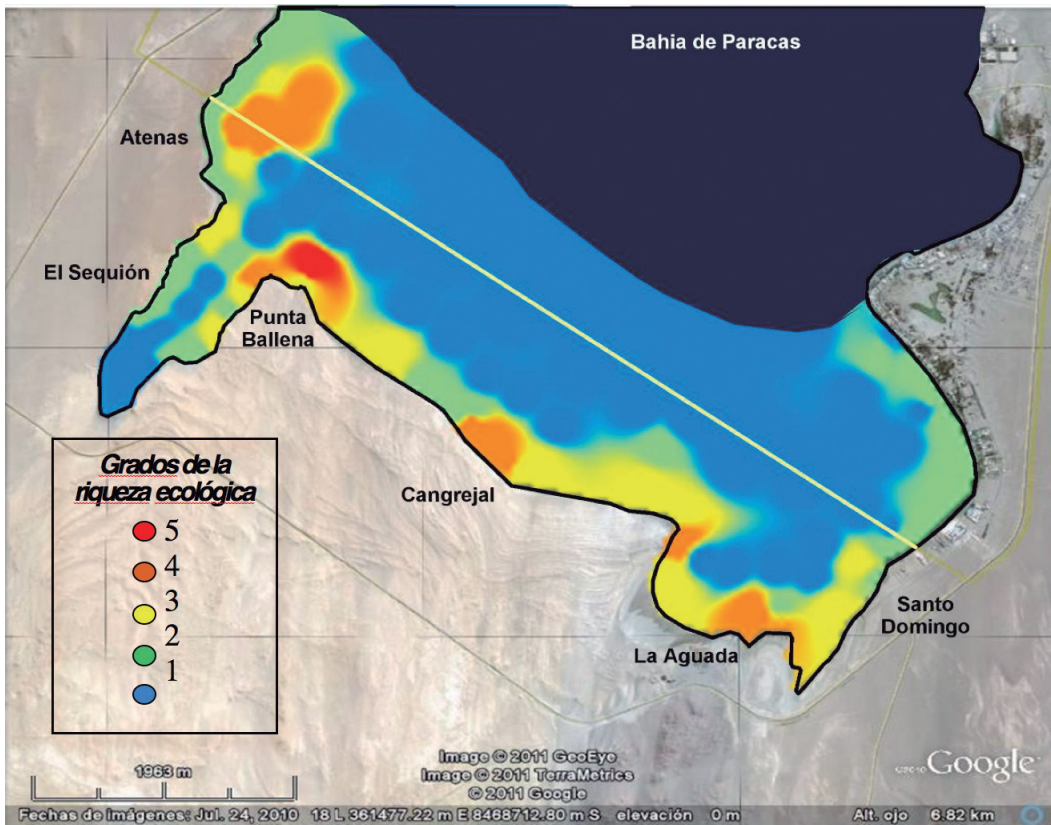 Bahia de Paracas
Atenas
El Sequión
Punta
Ballena
Cangrejal
La Aguada
Santo
Domingo
Grados de la
riqueza ecológica
5
4
3
2
1
1963 m
Image © 2011 GeoEye
Image © 2011 TerraMetrics
© 2011 Google
©2010 Google
Fechas de imágenes: Jul. 24, 2010 18 L 361477.22 m E 8468712.80 m S elevación 0 m Alt. ojo 6.82 km